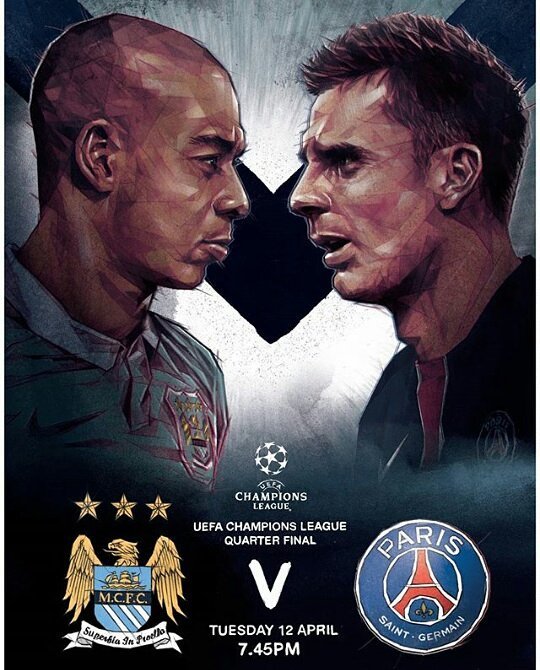 UEFA
CHAMPIONS
LEAGUE
UEFA CHAMPIONS LEAGUE
QUARTER FINAL
V
TUESDAY 12 APRIL
7.45PM
M.C.F.C.
Superbia In Proelio
PARIS
SAINT-GERMAIN